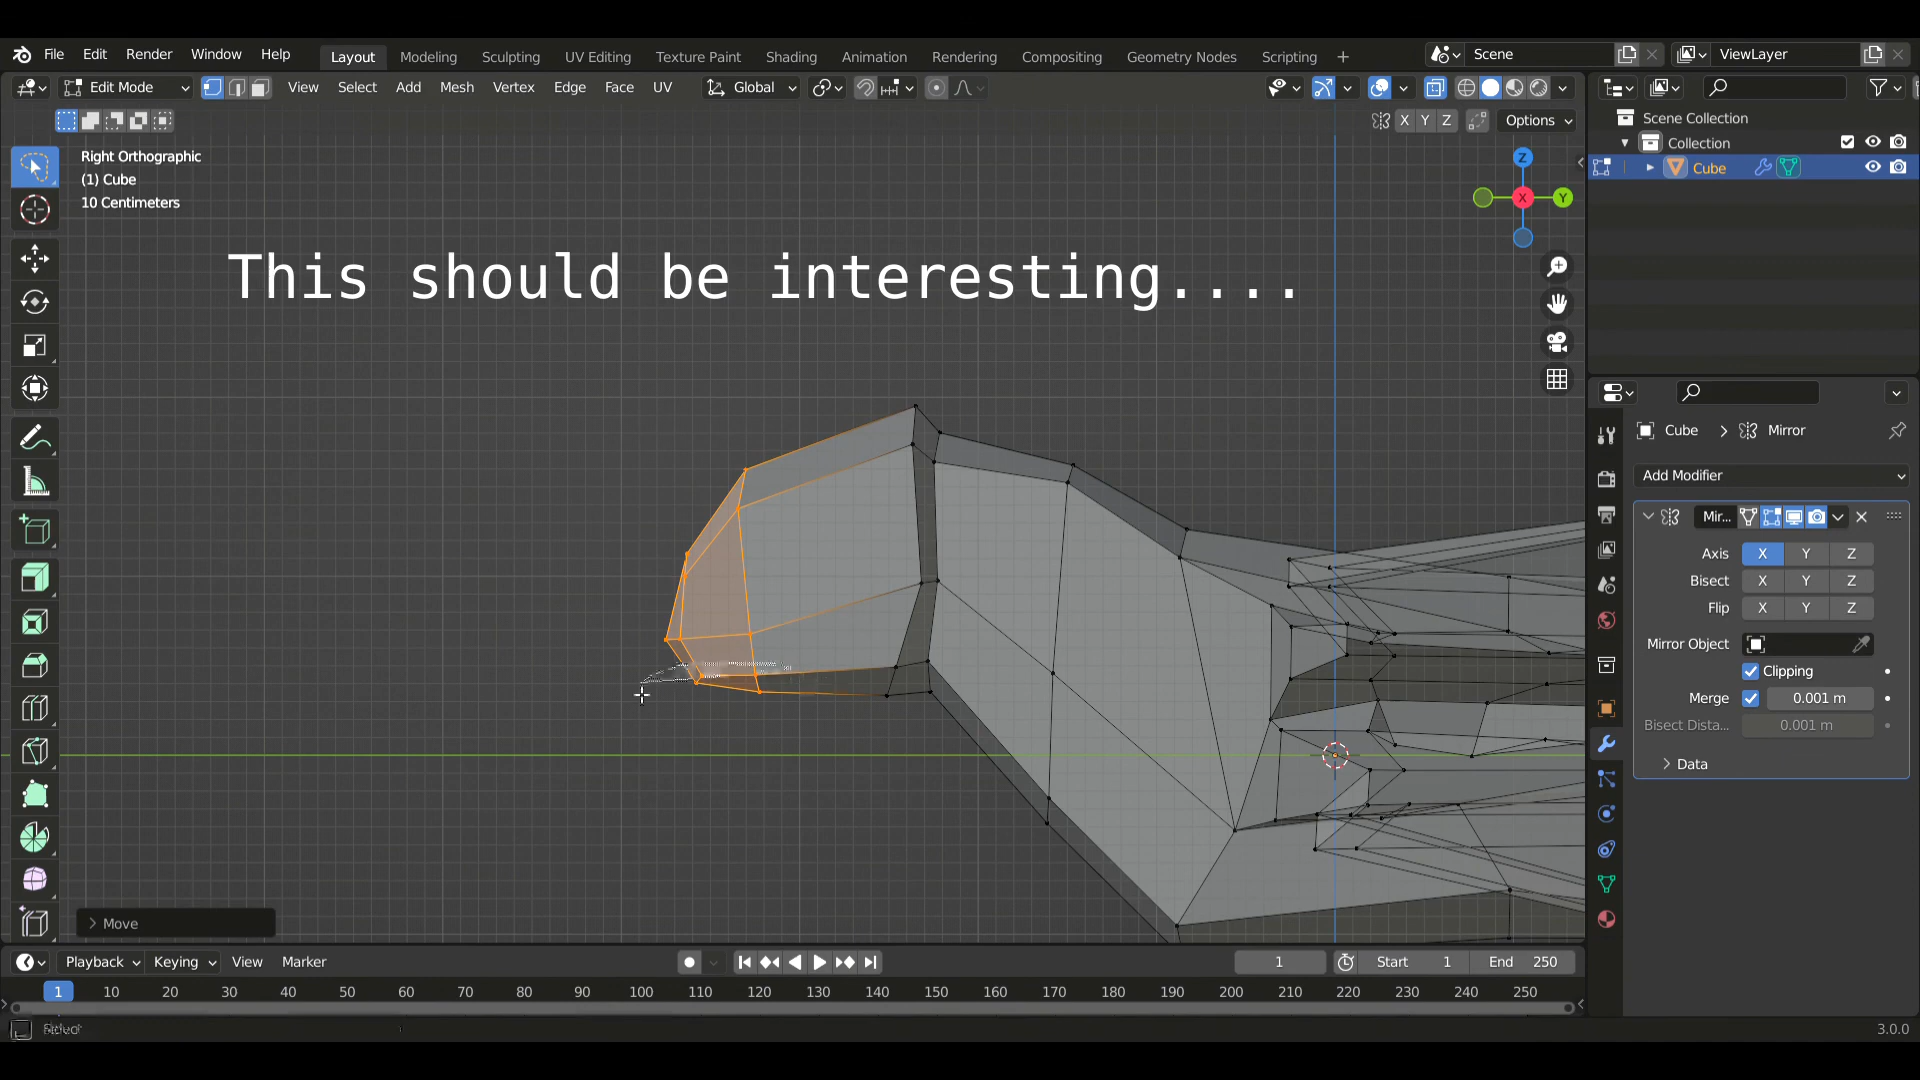 File Edit Render Window Help Layout Modeling Sculpting UV Editing Texture Paint Shading Animation Rendering Compositing Geometry Nodes Scripting + Scene ViewLayer
Edit Mode View Select Add Mesh Vertex Edge Face UV Global
X Y Z Options
Right Orthographic
(1) Cube
10 Centimeters
Z
X
Y
This should be interesting....
Move
Scene Collection
Collection
Cube
Cube > Mirror
Add Modifier
Mir...
Axis X Y Z
Bisect X Y Z
Flip X Y Z
Mirror Object
Clipping
Merge 0.001 m
Bisect Dista... 0.001 m
Data
Playback Keying View Marker 1 Start 1 End 250
1 10 20 30 40 50 60 70 80 90 100 110 120 130 140 150 160 170 180 190 200 210 220 230 240 250
3.0.0